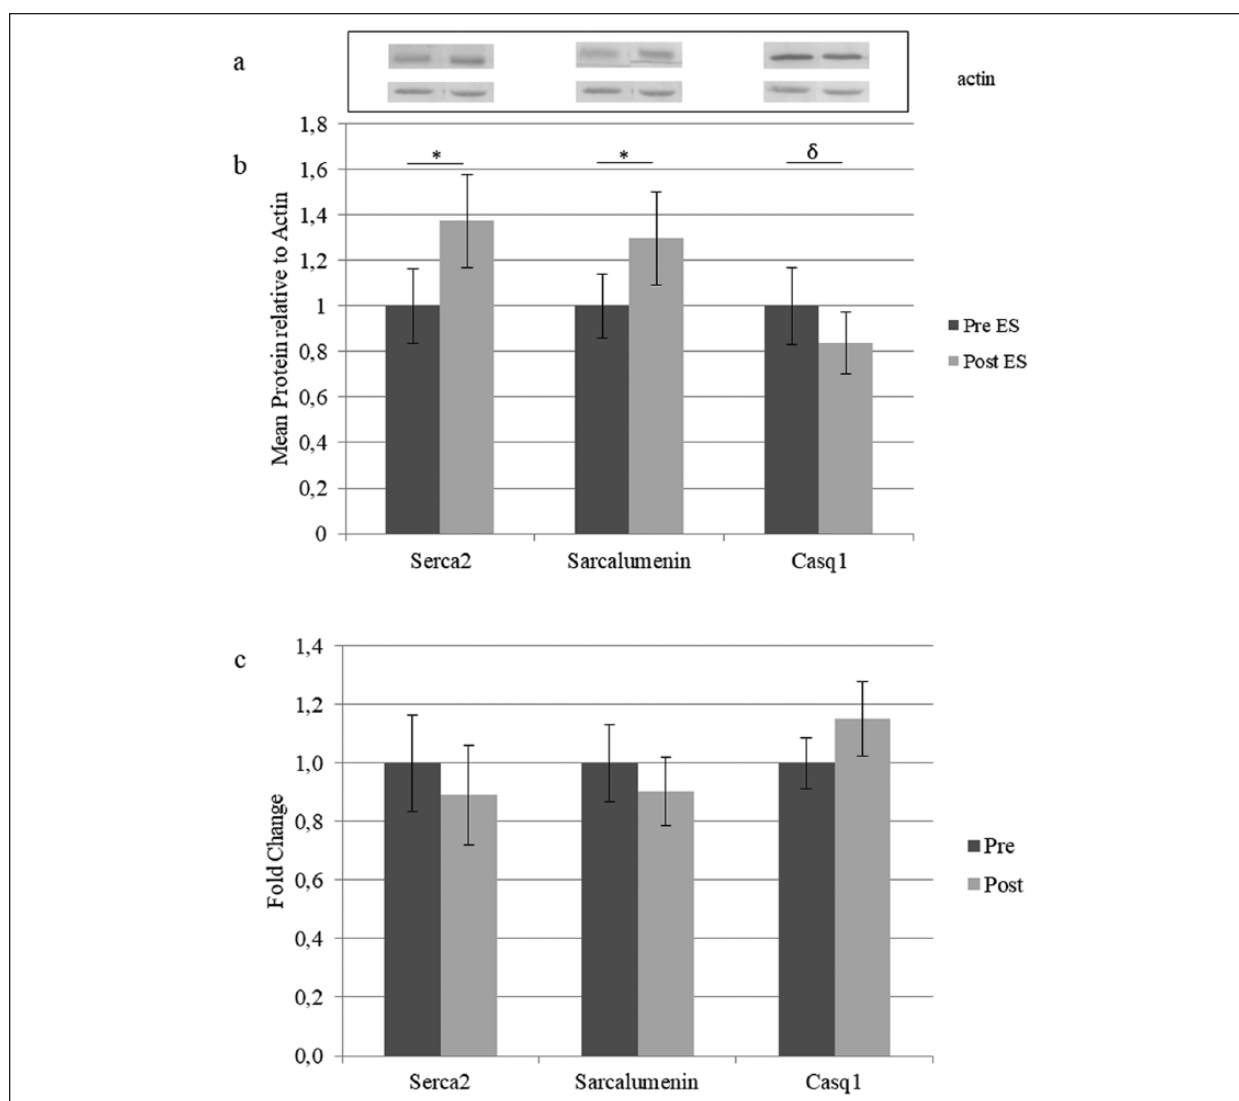 a
actin
b
Mean Protein relative to Actin
1,8
1,6
1,4
1,2
1
0,8
0,6
0,4
0,2
0
* * δ
Serca2 Sarcalumenin Casq1
Pre ES
Post ES
c
Fold Change
1,4
1,2
1,0
0,8
0,6
0,4
0,2
0,0
Serca2 Sarcalumenin Casq1
Pre
Post